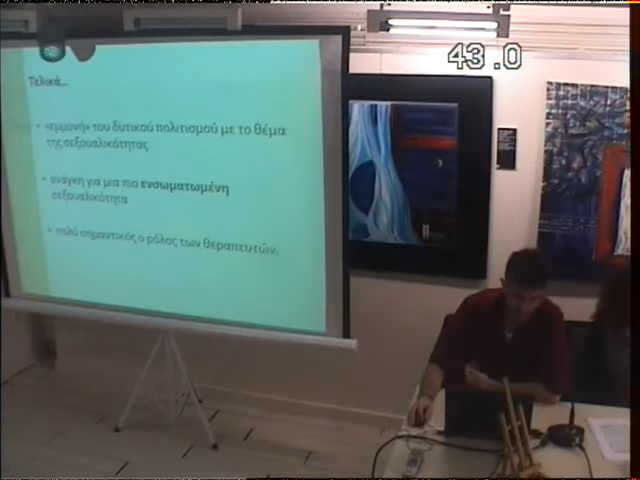 43.0
Τελικά...
• «εμμονή» του δυτικού πολιτισμού με το θέμα
της σεξουαλικότητας
• ανάγκη για μια πιο ενσωματωμένη
σεξουαλικότητα
• πολύ σημαντικός ο ρόλος των θεραπευτών.